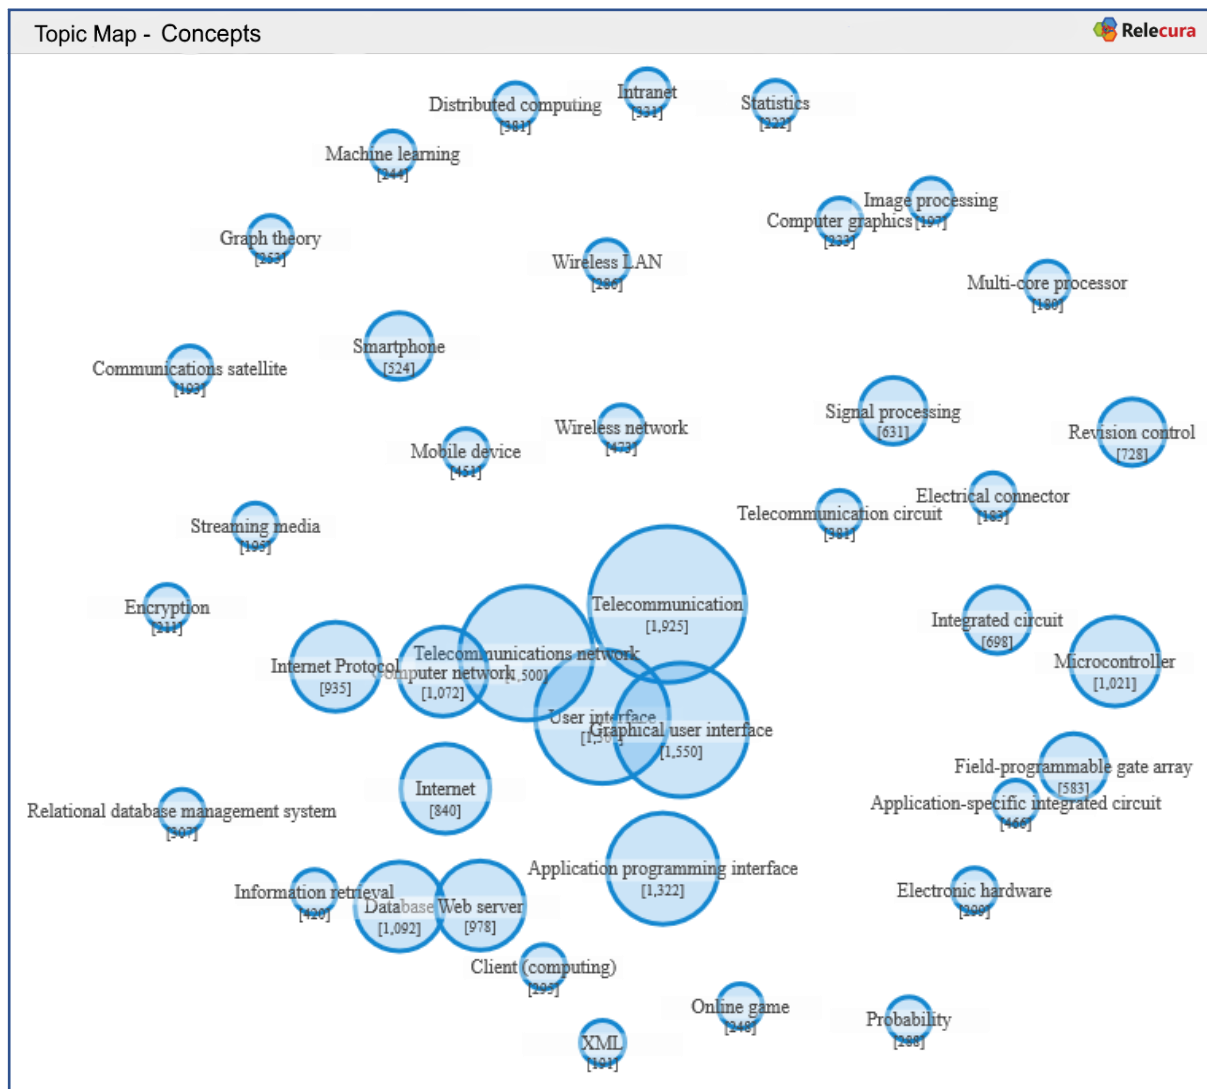 Topic Map - Concepts
Relecura
Intranet
[331]
Distributed computing
[381]
Statistics
[222]
Machine learning
[244]
Image processing
[197]
Computer graphics
[233]
Graph theory
[253]
Wireless LAN
[286]
Multi-core processor
[180]
Smartphone
[524]
Communications satellite
[193]
Signal processing
[631]
Wireless network
[473]
Revision control
[728]
Mobile device
[451]
Electrical connector
[183]
Telecommunication circuit
[381]
Streaming media
[195]
Telecommunication
[1,925]
Encryption
[211]
Integrated circuit
[698]
Telecommunications network
[1,500]
Microcontroller
[1,021]
Internet Protocol
[935]
Computer network
[1,072]
User interface
Graphical user interface
[1,550]
Field-programmable gate array
[583]
Internet
[840]
Application-specific integrated circuit
[466]
Relational database management system
[307]
Application programming interface
[1,322]
Electronic hardware
[299]
Information retrieval
[420]
Database
[1,092]
Web server
[978]
Client (computing)
[295]
Online game
[248]
Probability
[288]
XML
[191]